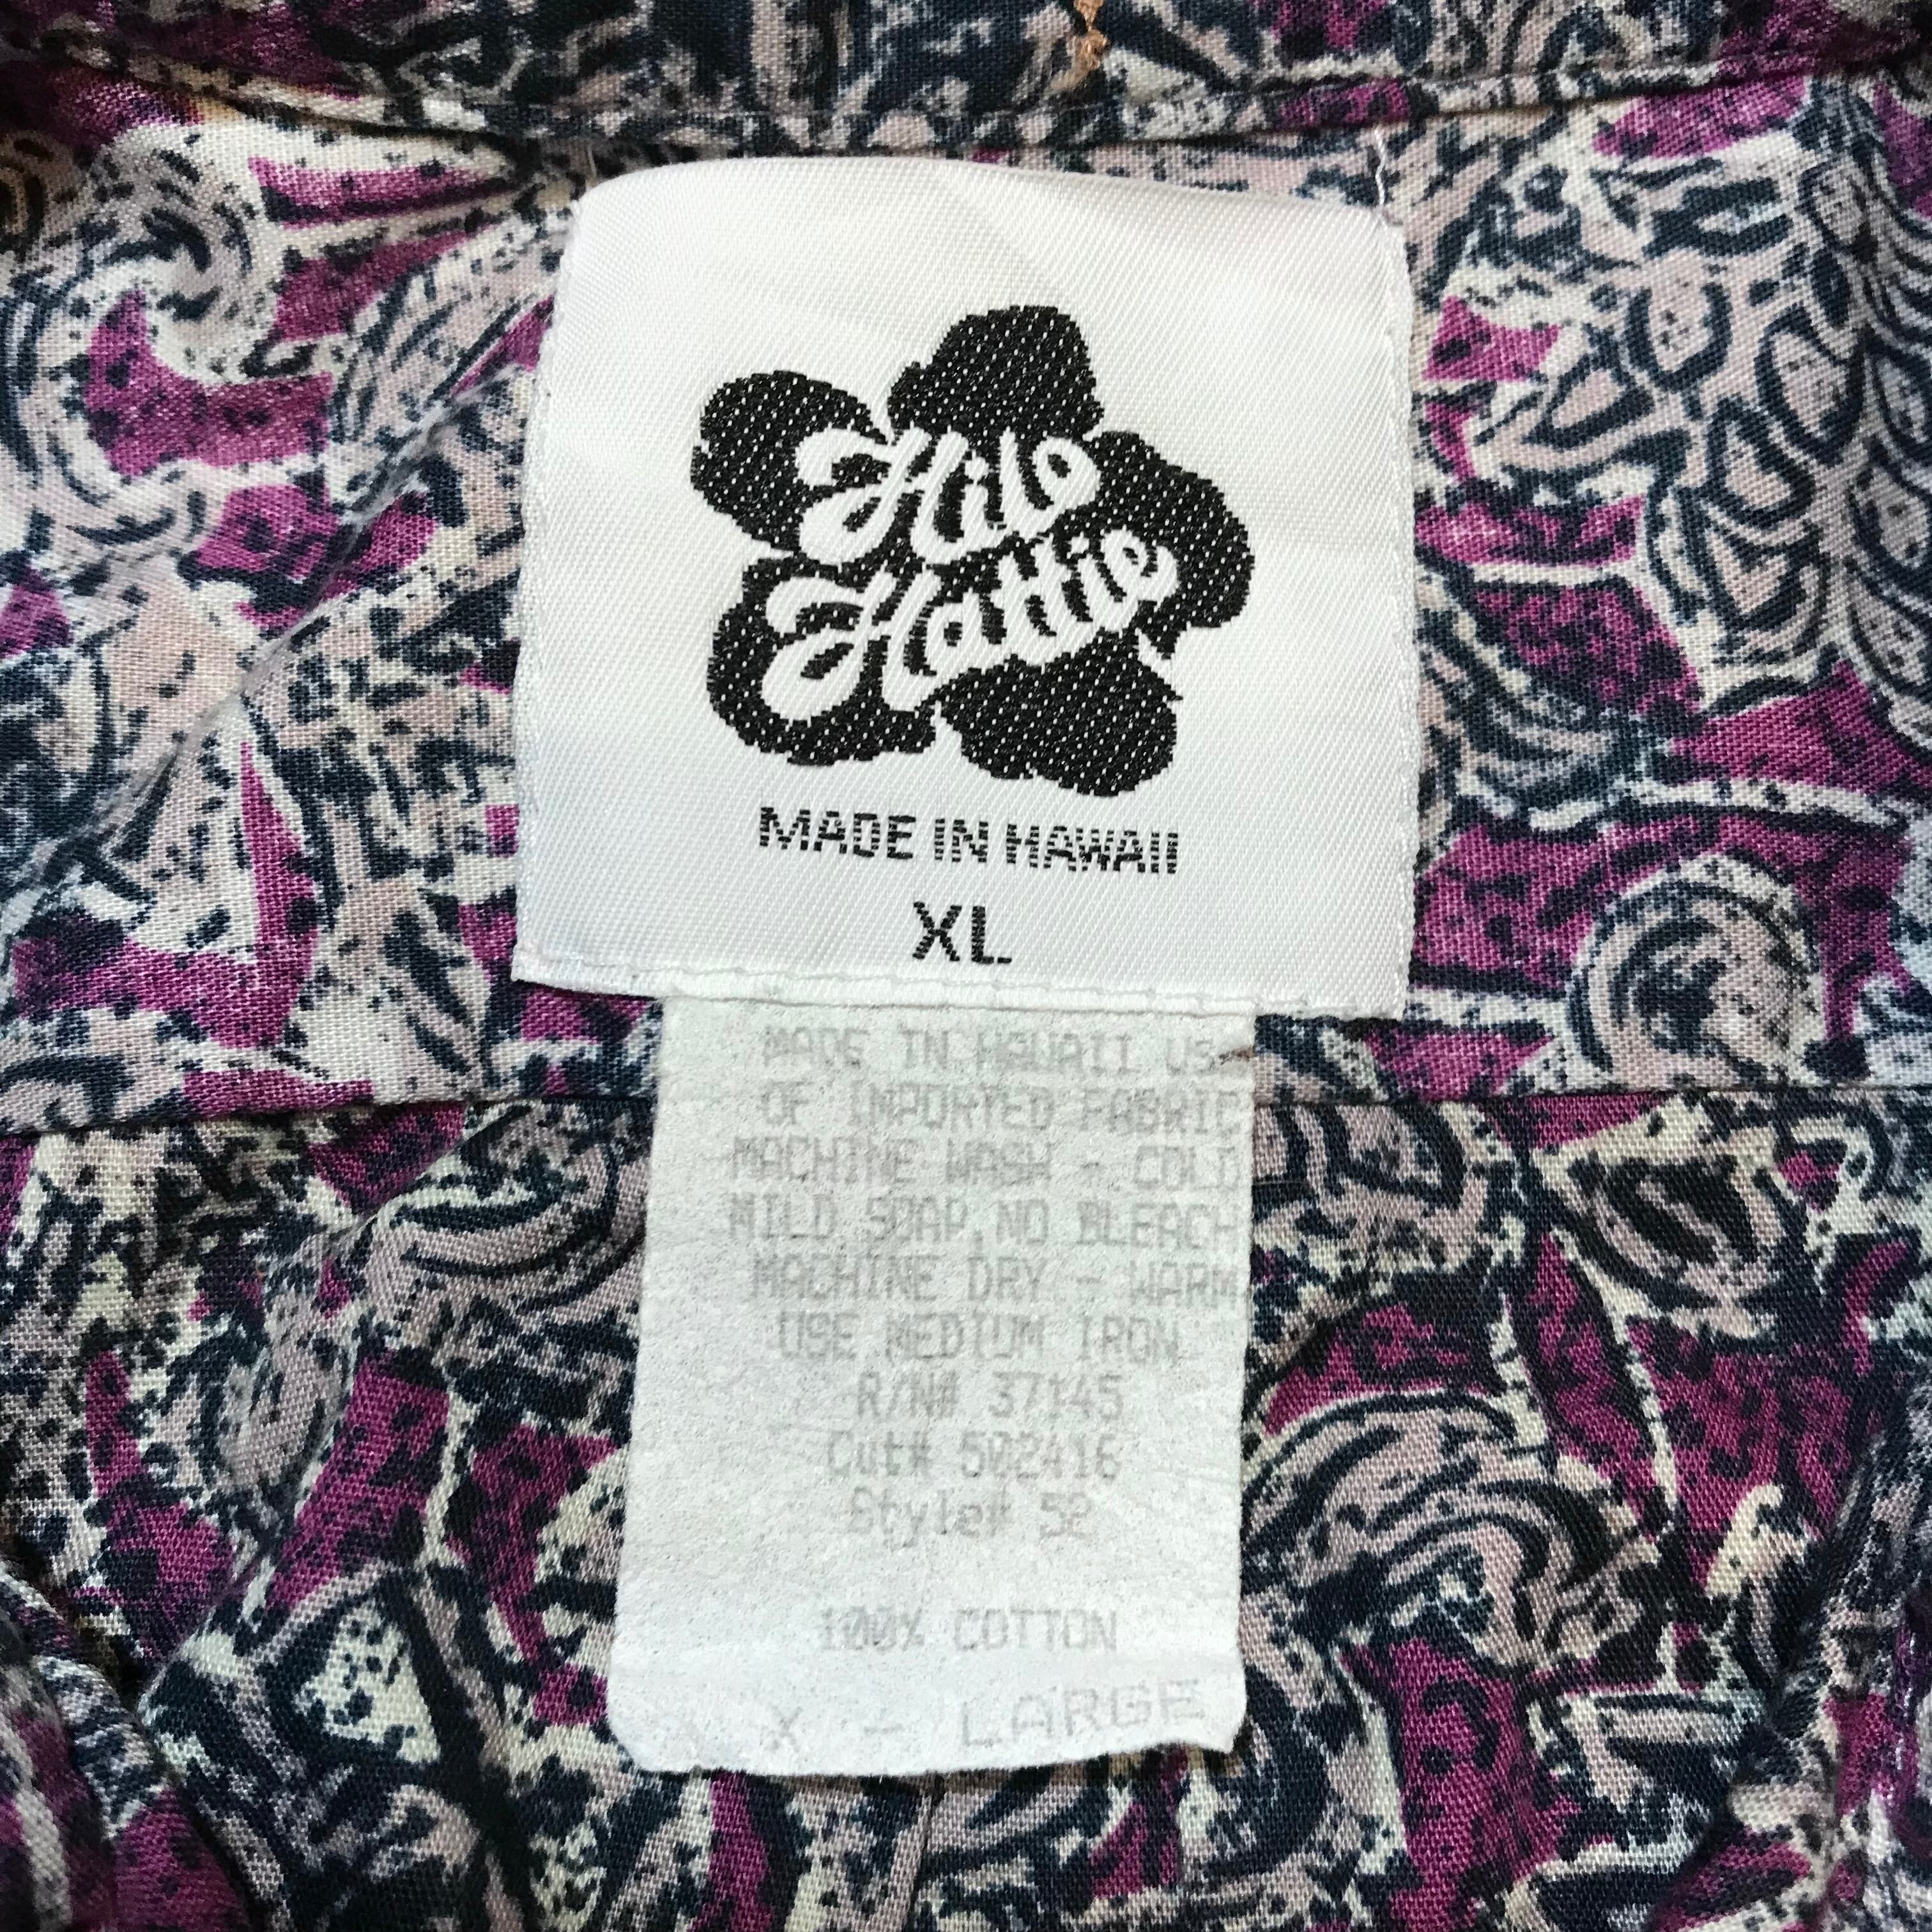 Hilo
Hattie
MADE IN HAWAII
XL
MADE IN HAWAII US
OF IMPORTED FABRIC
MACHINE WASH - COLD
MILD SOAP, NO BLEACH
MACHINE DRY - WARM
USE MEDIUM IRON
R/N# 37145
Cut# 502416
Style# 52
100% COTTON
X - LARGE